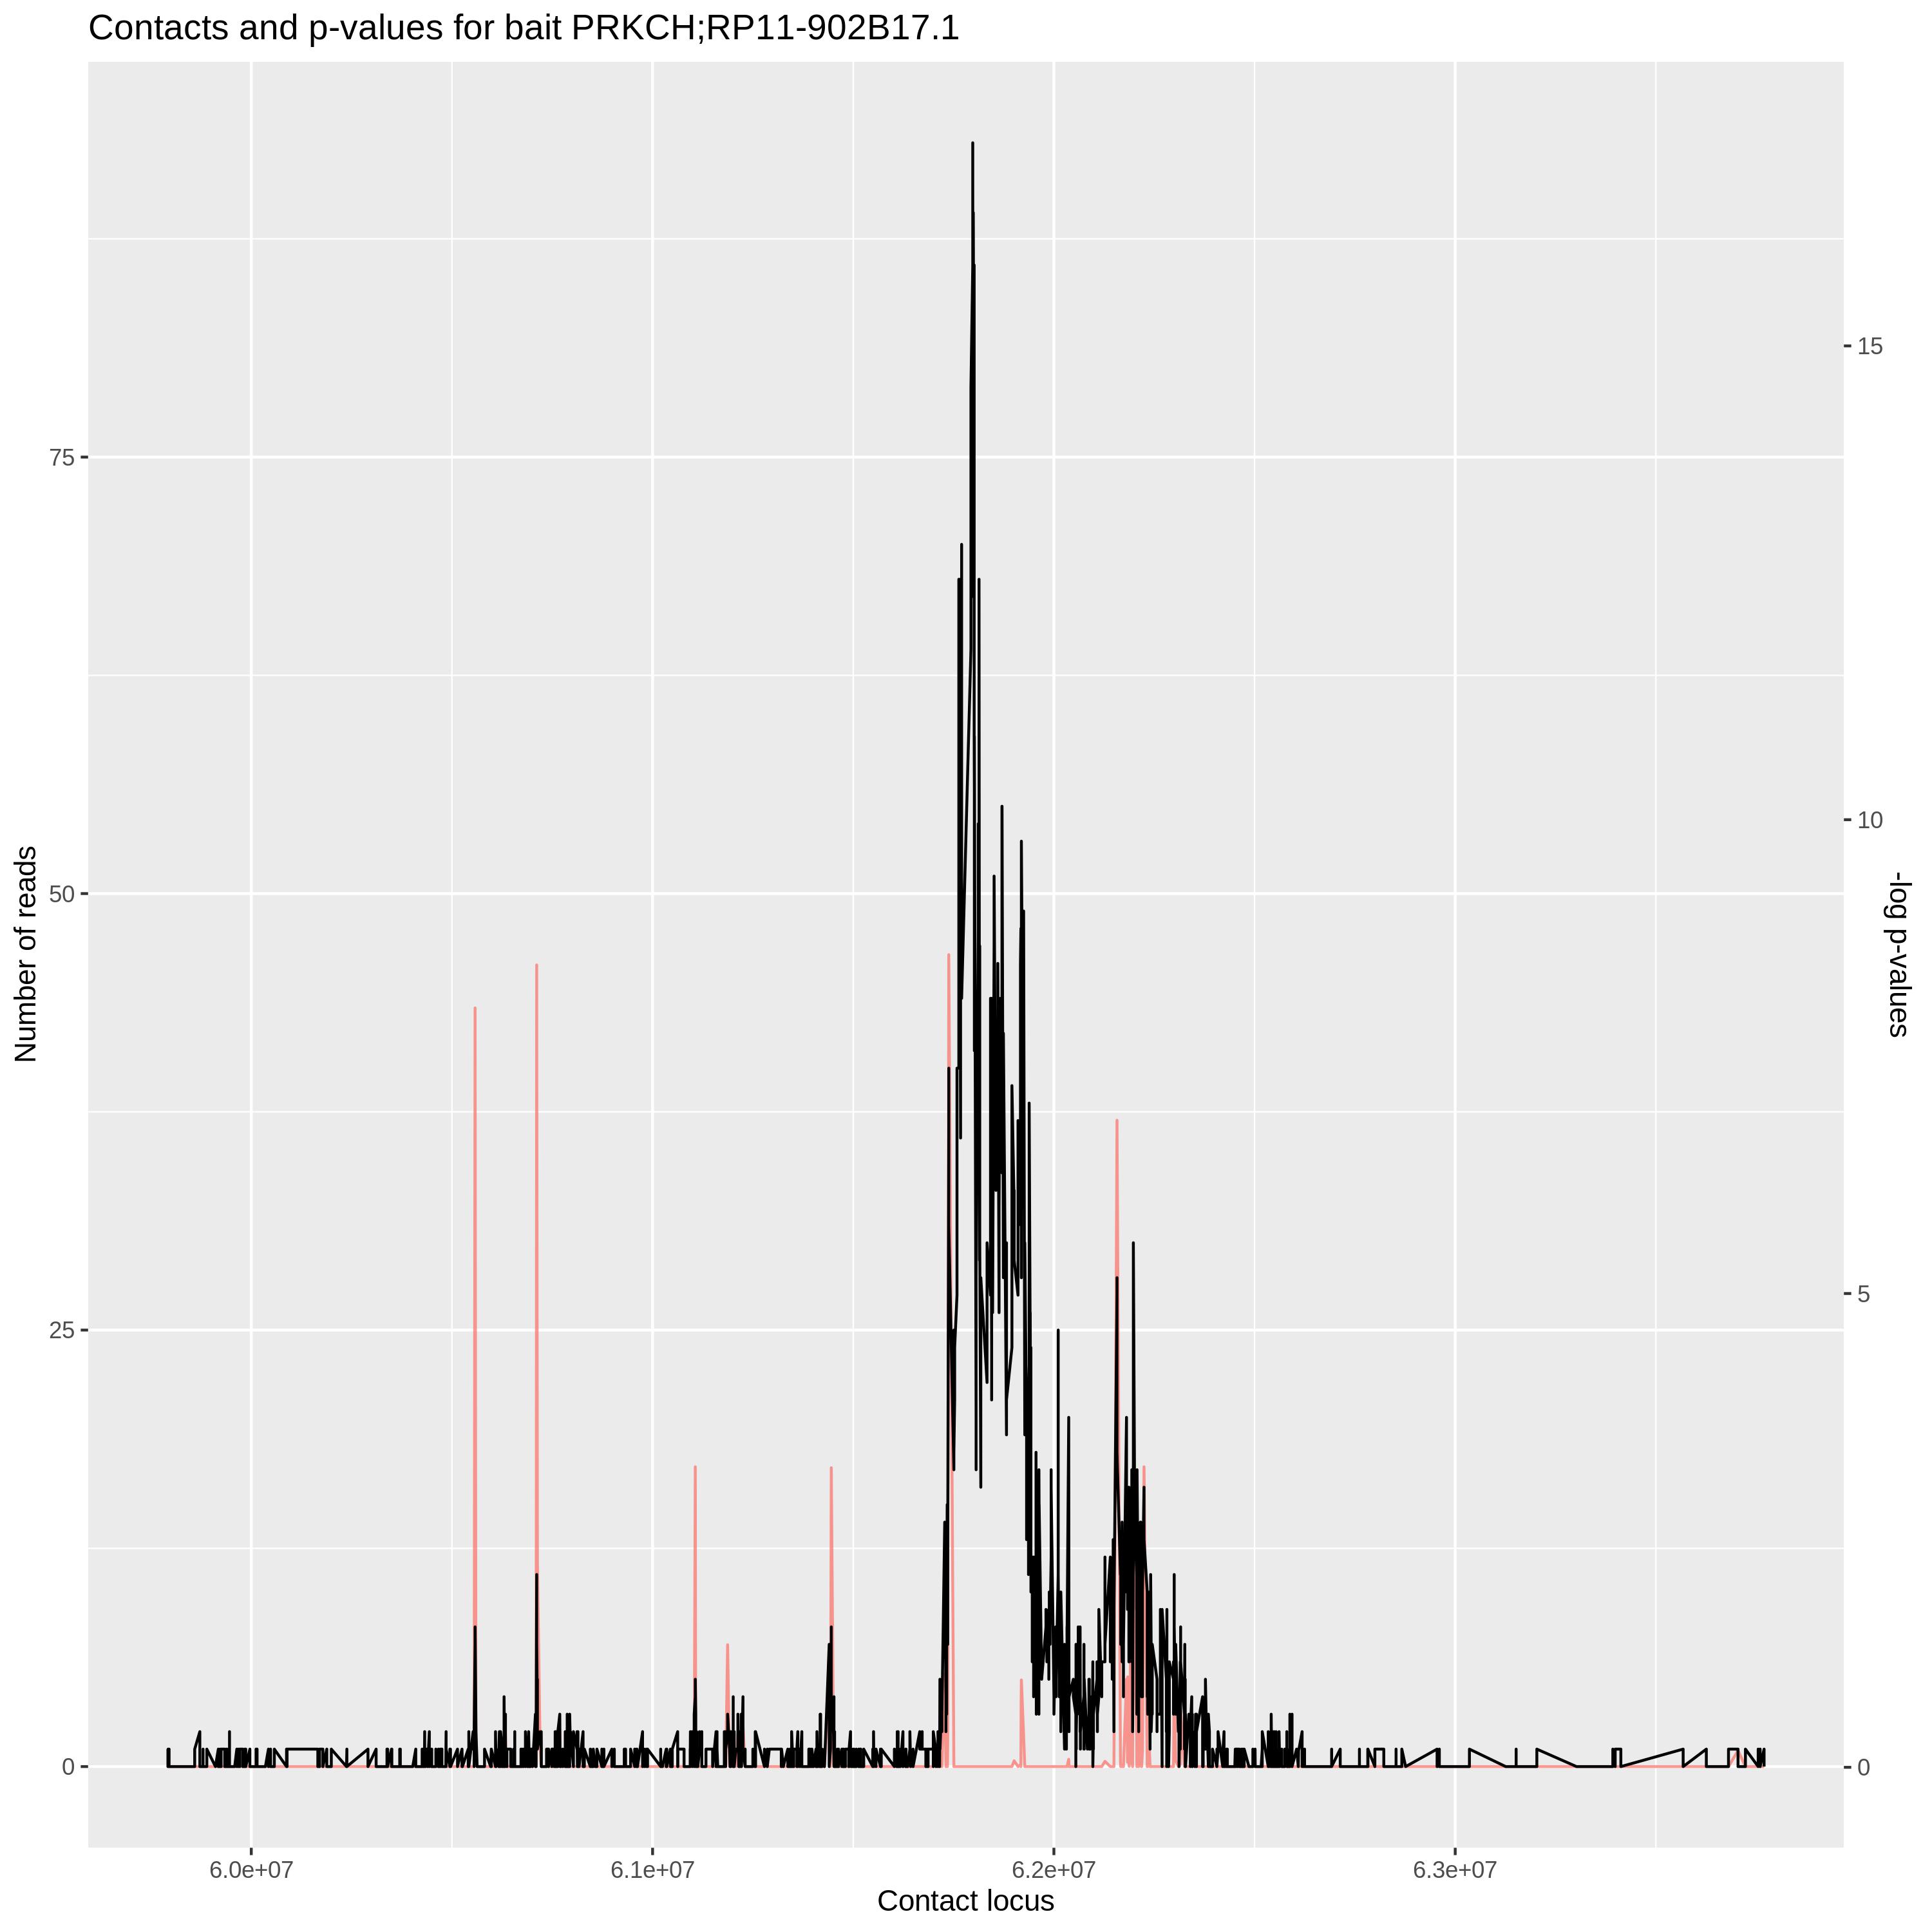 Contacts and p-values for bait PRKCH;RP11-902B17.1
75
50
25
0
Number of reads
15
10
5
0
-log p-values
6.0e+07 6.1e+07 6.2e+07 6.3e+07
Contact locus